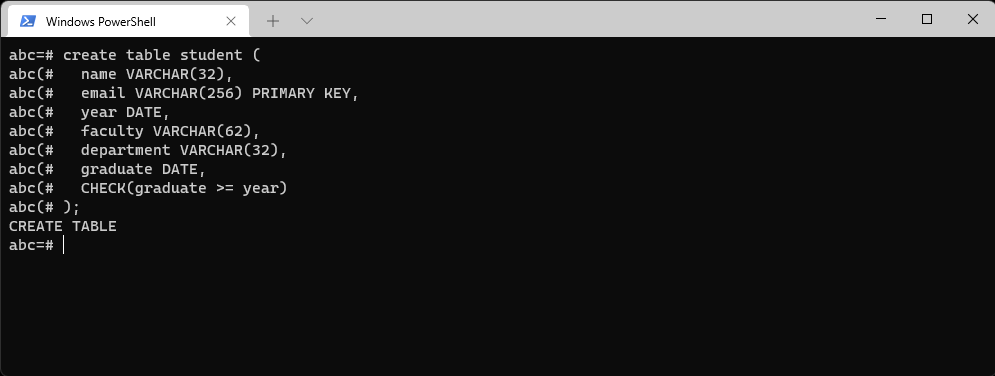 Windows PowerShell
abc=# create table student (
abc(#   name VARCHAR(32),
abc(#   email VARCHAR(256) PRIMARY KEY,
abc(#   year DATE,
abc(#   faculty VARCHAR(62),
abc(#   department VARCHAR(32),
abc(#   graduate DATE,
abc(#   CHECK(graduate >= year)
abc(# );
CREATE TABLE
abc=#